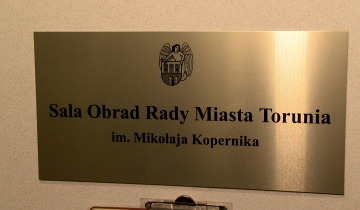 Sala Obrad Rady Miasta Torunia
im. Mikołaja Kopernika